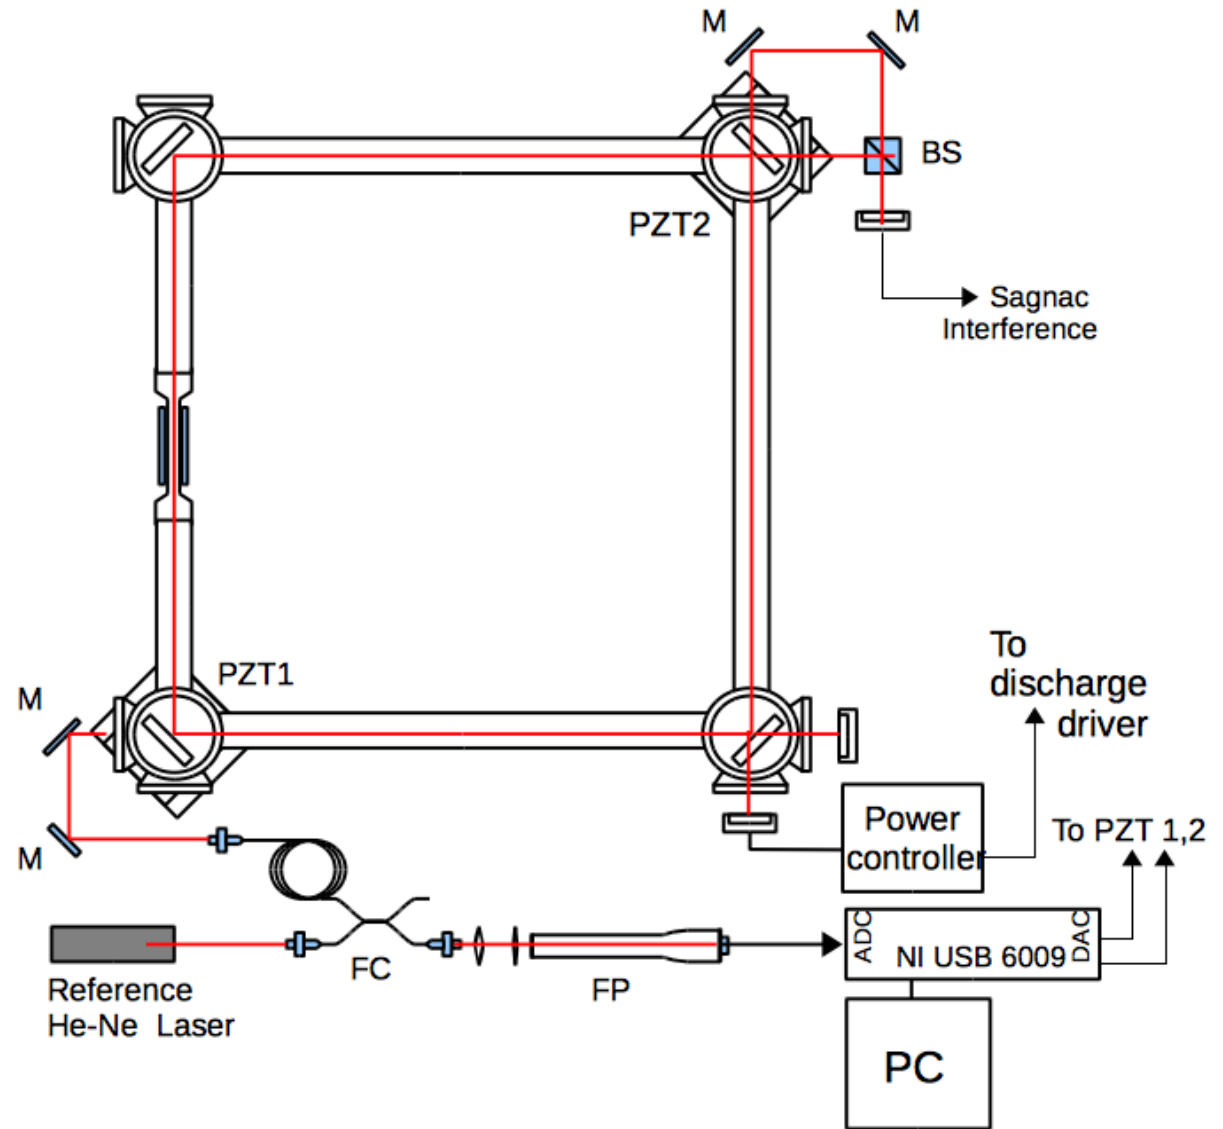 M
M
BS
PZT2
Sagnac
Interference
PZT1
M
To
discharge
driver
M
Power
controller
To PZT 1,2
FC
FP
ADC
NI USB 6009
DAC
Reference
He-Ne Laser
PC